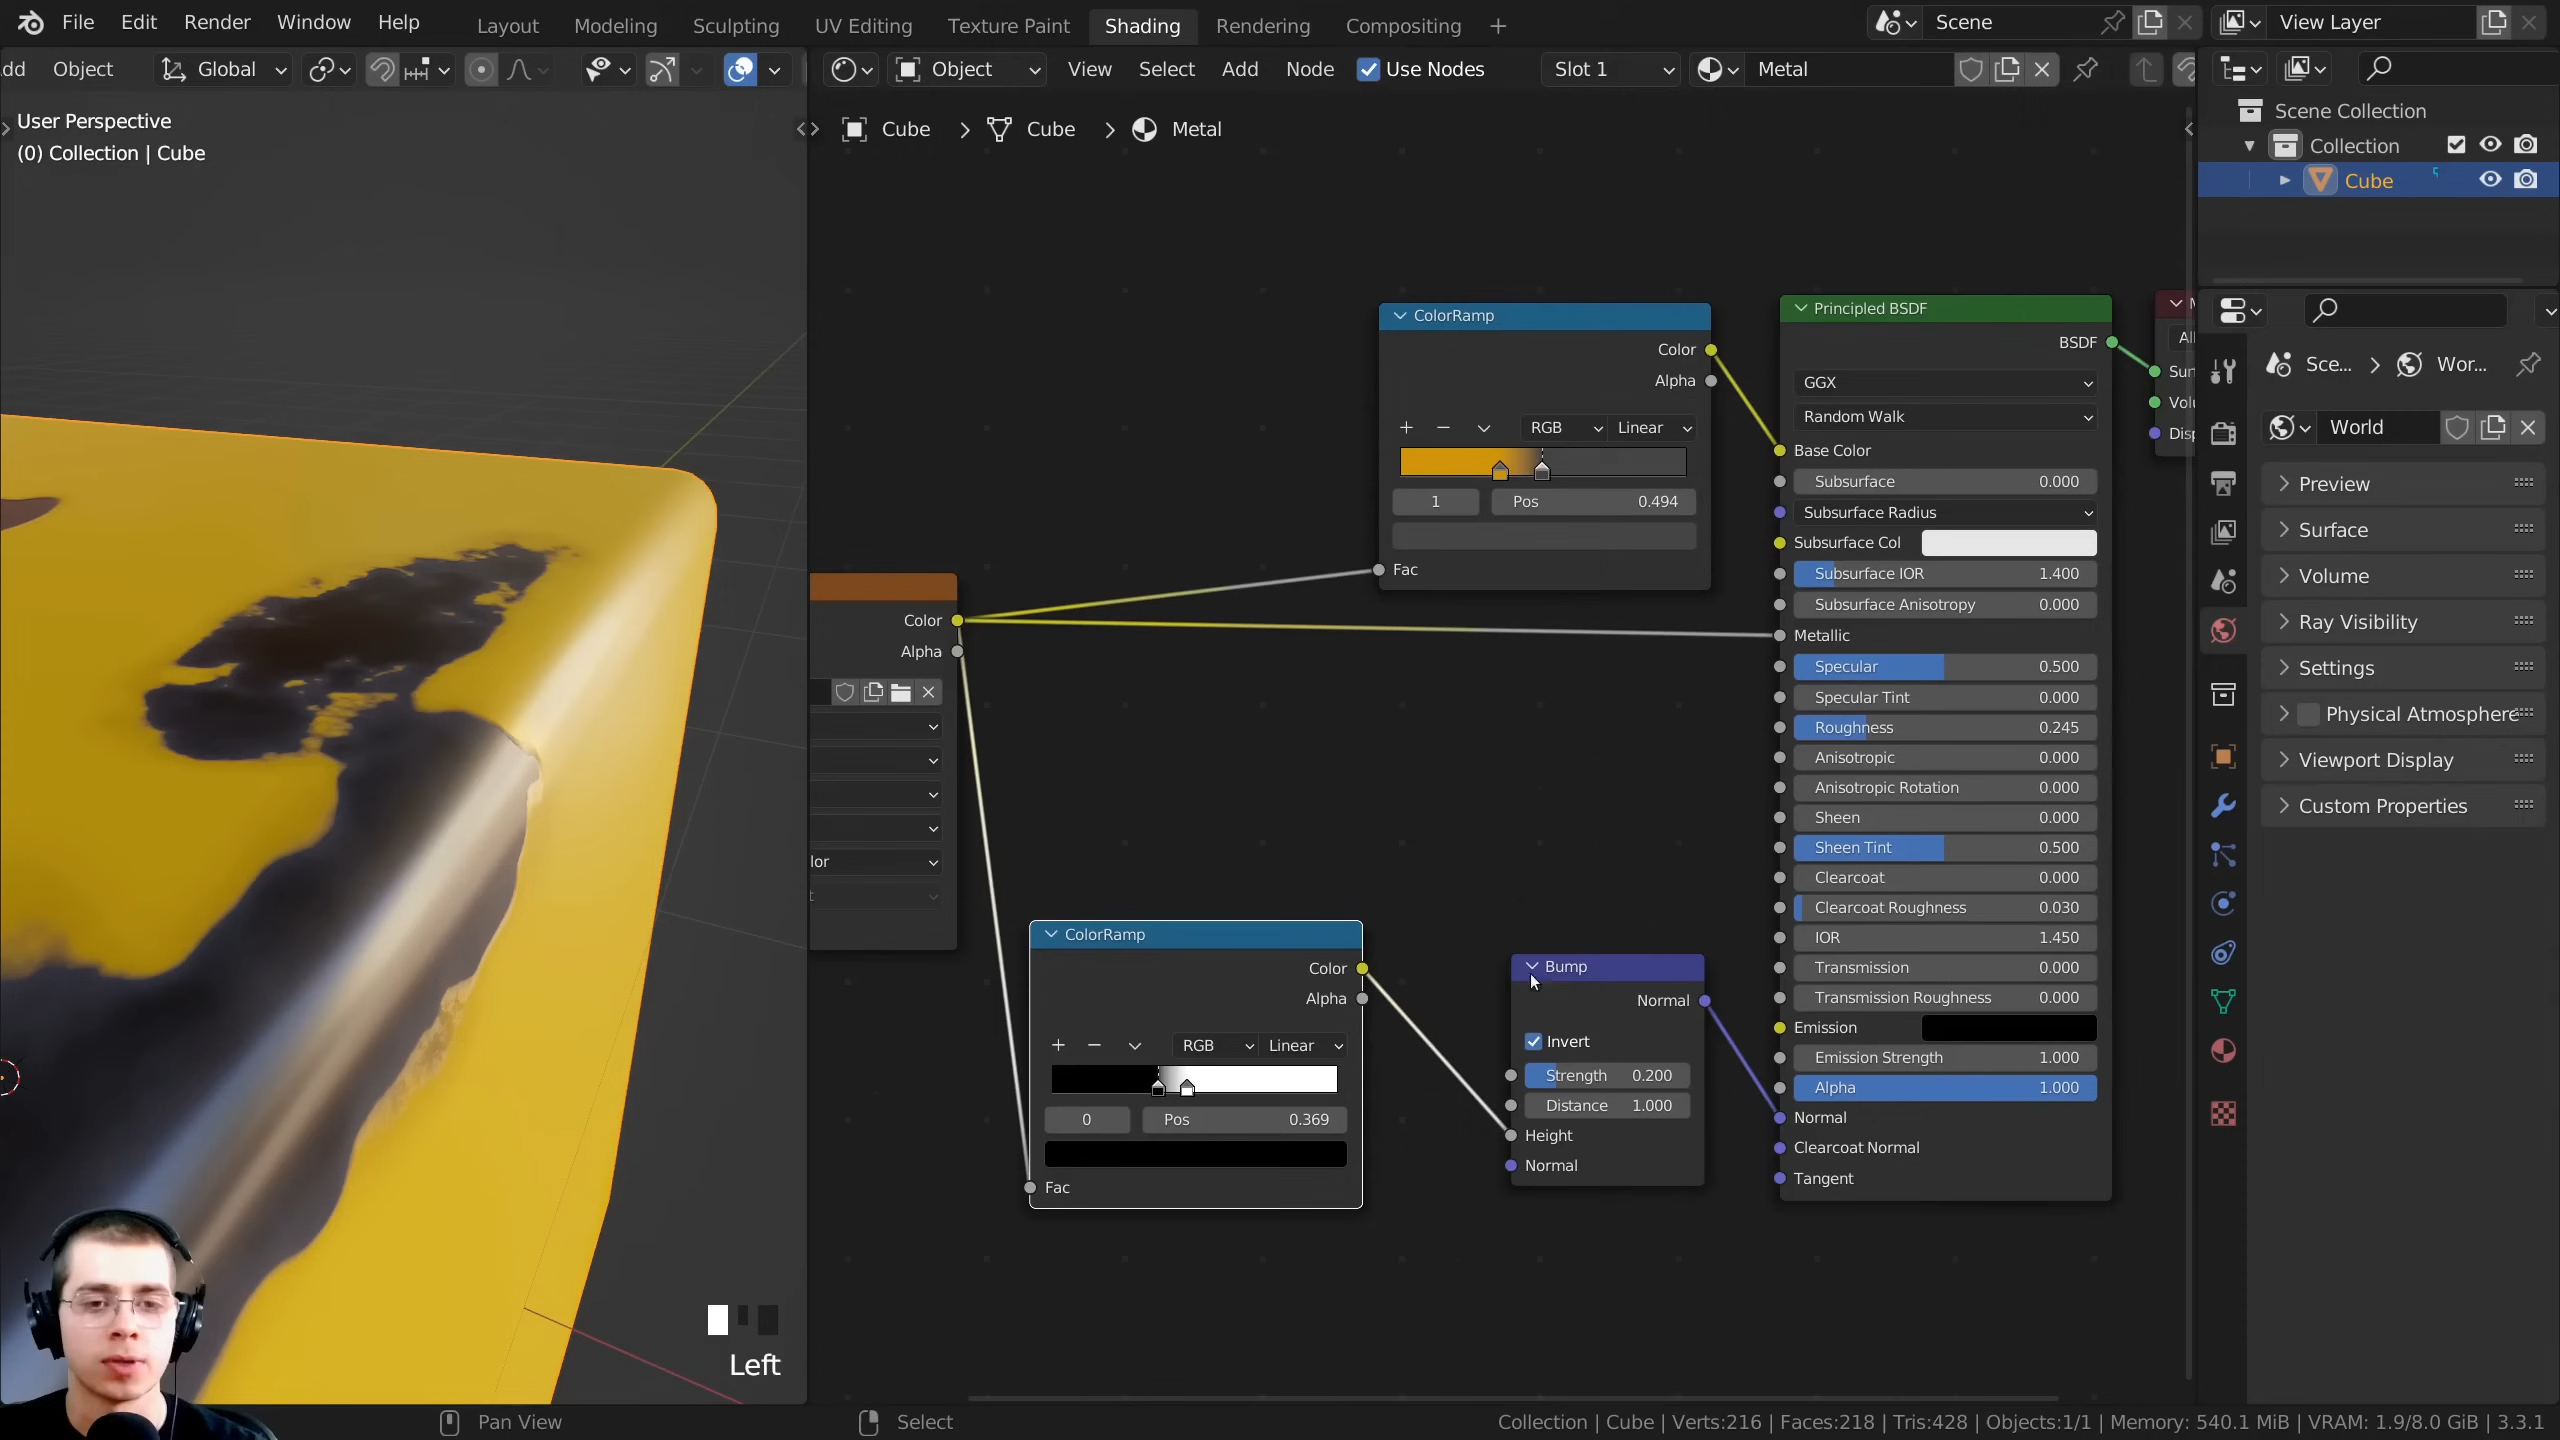 File Edit Render Window Help Layout Modeling Sculpting UV Editing Texture Paint Shading Rendering Compositing + Scene View Layer
dd Object Global Object View Select Add Node Use Nodes Slot 1 Metal
User Perspective
(0) Collection | Cube
Cube > Cube > Metal
Scene Collection
Collection
Cube
ColorRamp
Color
Alpha
+ − RGB Linear
1 Pos 0.494
Fac
Color
Alpha
lor
t
ColorRamp
Color
Alpha
+ − RGB Linear
0 Pos 0.369
Fac
Bump
Normal
Invert
Strength 0.200
Distance 1.000
Height
Normal
Principled BSDF
BSDF
GGX
Random Walk
Base Color
Subsurface 0.000
Subsurface Radius
Subsurface Col
Subsurface IOR 1.400
Subsurface Anisotropy 0.000
Metallic
Specular 0.500
Specular Tint 0.000
Roughness 0.245
Anisotropic 0.000
Anisotropic Rotation 0.000
Sheen 0.000
Sheen Tint 0.500
Clearcoat 0.000
Clearcoat Roughness 0.030
IOR 1.450
Transmission 0.000
Transmission Roughness 0.000
Emission
Emission Strength 1.000
Alpha 1.000
Normal
Clearcoat Normal
Tangent
Al
Sur
Vol
Disp
Sce... > Wor...
World
Preview
Surface
Volume
Ray Visibility
Settings
Physical Atmosphere
Viewport Display
Custom Properties
Left
Pan View Select Collection | Cube | Verts:216 | Faces:218 | Tris:428 | Objects:1/1 | Memory: 540.1 MiB | VRAM: 1.9/8.0 GiB | 3.3.1